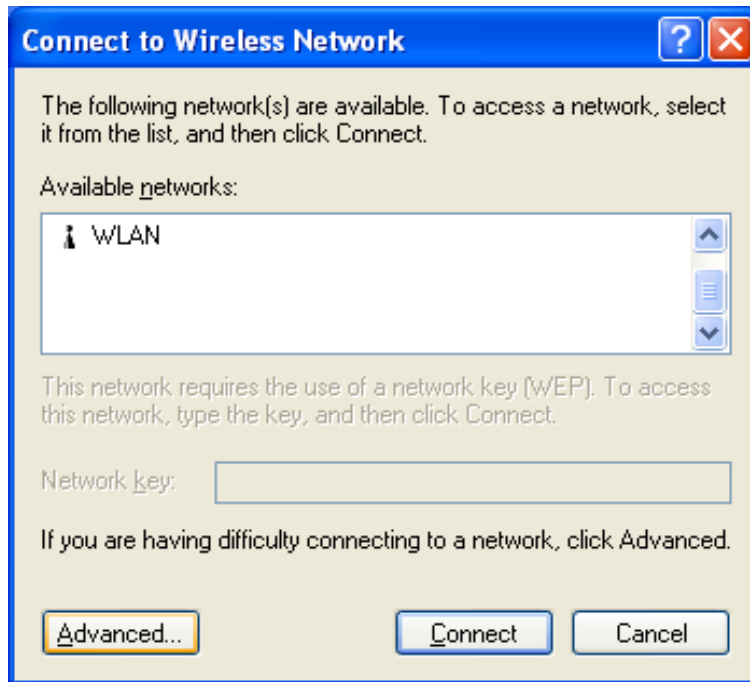 Connect to Wireless Network
The following network(s) are available. To access a network, select
it from the list, and then click Connect.
Available networks:
WLAN
This network requires the use of a network key (WEP). To access
this network, type the key, and then click Connect.
Network key:
If you are having difficulty connecting to a network, click Advanced.
Advanced... Connect Cancel